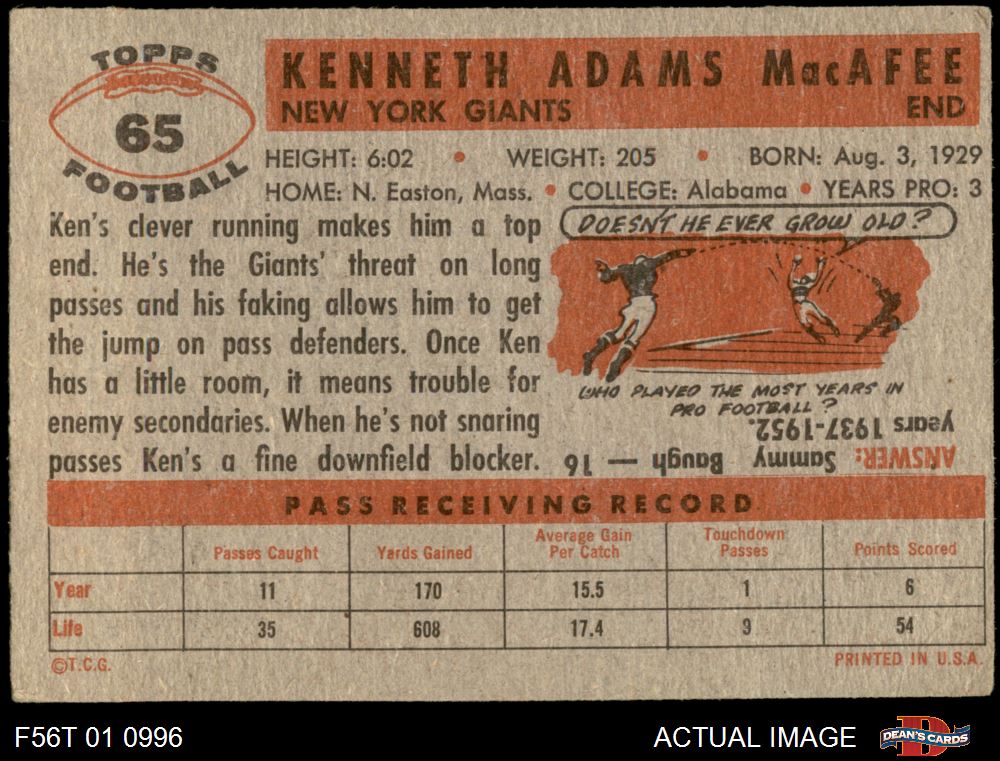 TOPPS
65
FOOTBALL
KENNETH ADAMS MacAFEE
NEW YORK GIANTS END
HEIGHT: 6:02 • WEIGHT: 205 • BORN: Aug. 3, 1929
HOME: N. Easton, Mass. • COLLEGE: Alabama • YEARS PRO: 3
Ken's clever running makes him a top
end. He's the Giants' threat on long
passes and his faking allows him to get
the jump on pass defenders. Once Ken
has a little room, it means trouble for
enemy secondaries. When he's not snaring
passes Ken's a fine downfield blocker.
DOESN'T HE EVER GROW OLD?
WHO PLAYED THE MOST YEARS IN
PRO FOOTBALL?
ANSWER: Sammy Baugh — 16
years 1937-1952.
PASS RECEIVING RECORD
Passes Caught Yards Gained Average Gain Per Catch Touchdown Passes Points Scored
Year 11 170 15.5 1 6
Life 35 608 17.4 9 54
©T.C.G. PRINTED IN U.S.A.
F56T 01 0996 ACTUAL IMAGE D DEAN'S CARDS